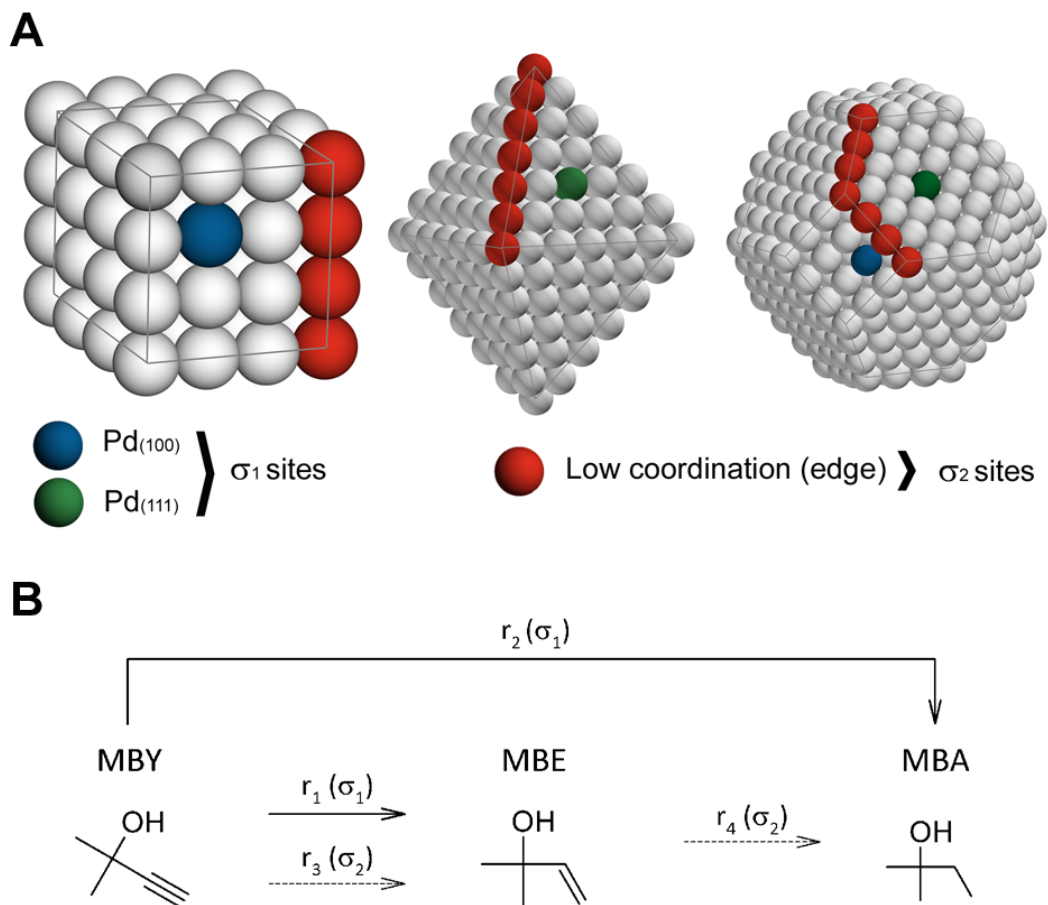 A
Pd(100)
Pd(111)
σ1 sites
Low coordination (edge)
σ2 sites
B
r2 (σ1)
MBY
MBE
MBA
r1 (σ1)
r3 (σ2)
r4 (σ2)
OH
OH
OH